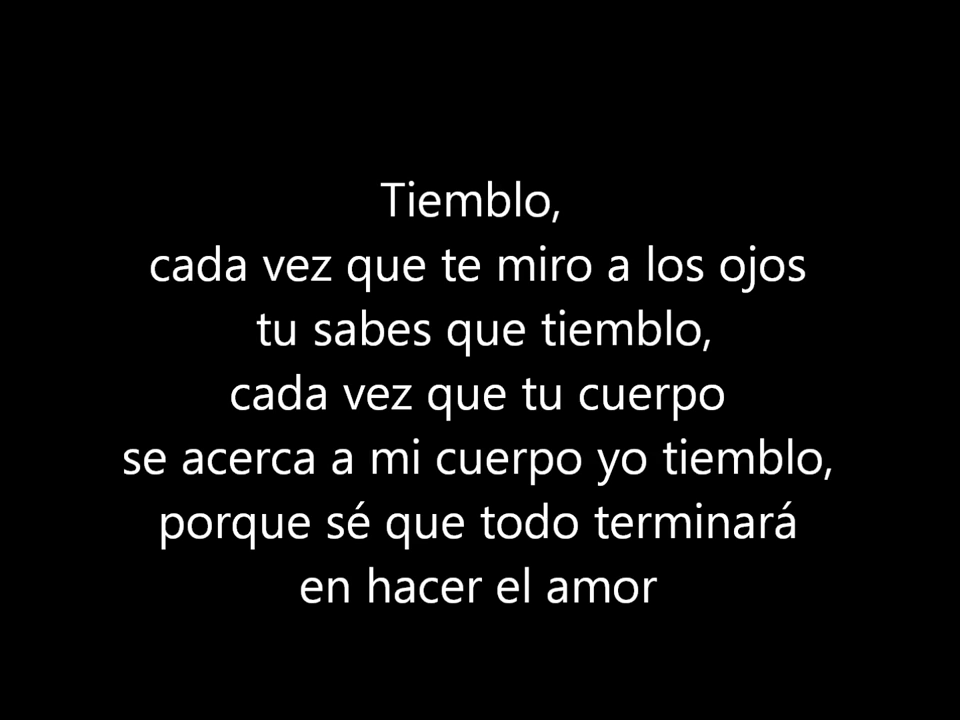 Tiemblo,
cada vez que te miro a los ojos
tu sabes que tiemblo,
cada vez que tu cuerpo
se acerca a mi cuerpo yo tiemblo,
porque sé que todo terminará
en hacer el amor